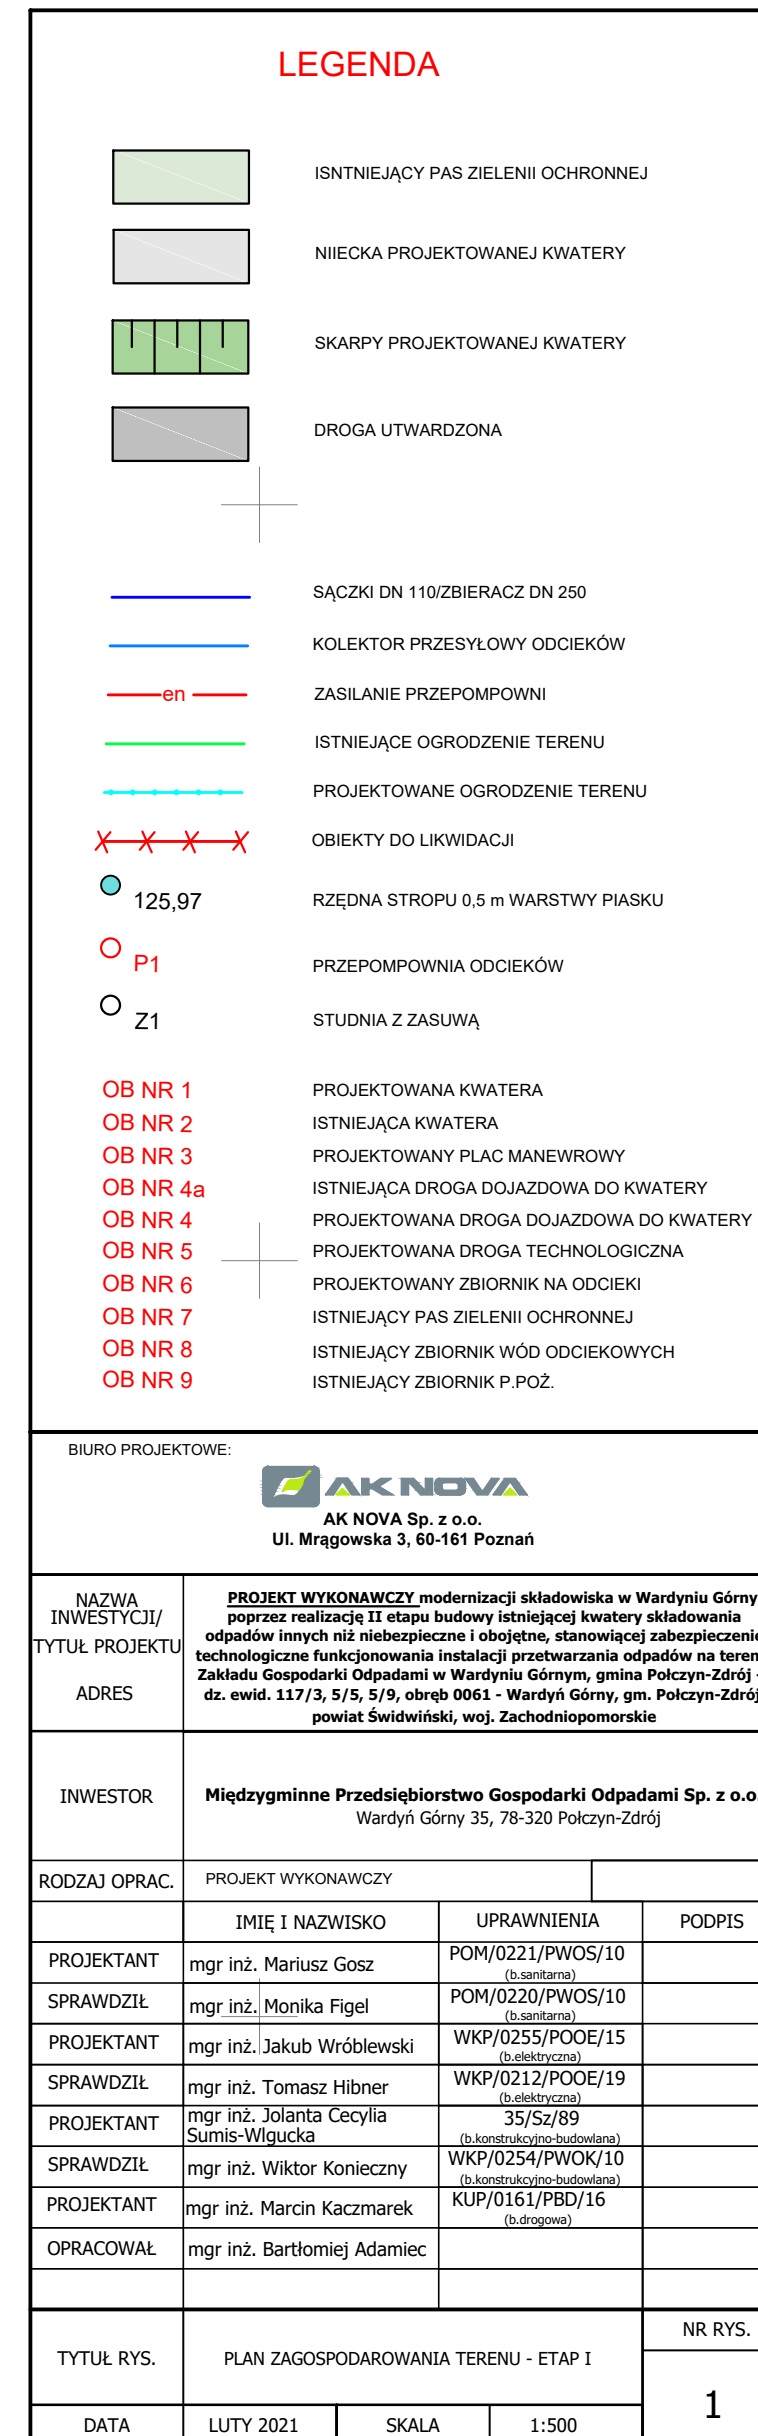 LEGENDA
ISNTNIEJĄCY PAS ZIELENII OCHRONNEJ
NIIECKA PROJEKTOWANEJ KWATERY
SKARPY PROJEKTOWANEJ KWATERY
DROGA UTWARDZONA
SĄCZKI DN 110/ZBIERACZ DN 250
KOLEKTOR PRZESYŁOWY ODCIEKÓW
en ZASILANIE PRZEPOMPOWNI
ISTNIEJĄCE OGRODZENIE TERENU
PROJEKTOWANE OGRODZENIE TERENU
OBIEKTY DO LIKWIDACJI
125,97 RZĘDNA STROPU 0,5 m WARSTWY PIASKU
P1 PRZEPOMPOWNIA ODCIEKÓW
Z1 STUDNIA Z ZASUWĄ
OB NR 1 PROJEKTOWANA KWATERA
OB NR 2 ISTNIEJĄCA KWATERA
OB NR 3 PROJEKTOWANY PLAC MANEWROWY
OB NR 4a ISTNIEJĄCA DROGA DOJAZDOWA DO KWATERY
OB NR 4 PROJEKTOWANA DROGA DOJAZDOWA DO KWATERY
OB NR 5 PROJEKTOWANA DROGA TECHNOLOGICZNA
OB NR 6 PROJEKTOWANY ZBIORNIK NA ODCIEKI
OB NR 7 ISTNIEJĄCY PAS ZIELENII OCHRONNEJ
OB NR 8 ISTNIEJĄCY ZBIORNIK WÓD ODCIEKOWYCH
OB NR 9 ISTNIEJĄCY ZBIORNIK P.POŻ.
BIURO PROJEKTOWE:
AK NOVA
AK NOVA Sp. z o.o.
Ul. Mrągowska 3, 60-161 Poznań
NAZWA
INWESTYCJI/
TYTUŁ PROJEKTU
ADRES
PROJEKT WYKONAWCZY modernizacji składowiska w Wardyniu Górny
poprzez realizację II etapu budowy istniejącej kwatery składowania
odpadów innych niż niebezpieczne i obojętne, stanowiącej zabezpieczenie
technologiczne funkcjonowania instalacji przetwarzania odpadów na teren
Zakładu Gospodarki Odpadami w Wardyniu Górnym, gmina Połczyn-Zdrój -
dz. ewid. 117/3, 5/5, 5/9, obręb 0061 - Wardyń Górny, gm. Połczyn-Zdrój
powiat Świdwiński, woj. Zachodniopomorskie
INWESTOR
Międzygminne Przedsiębiorstwo Gospodarki Odpadami Sp. z o.o.
Wardyń Górny 35, 78-320 Połczyn-Zdrój
RODZAJ OPRAC. PROJEKT WYKONAWCZY
IMIĘ I NAZWISKO UPRAWNIENIA PODPIS
PROJEKTANT mgr inż. Mariusz Gosz POM/0221/PWOS/10
(b.sanitarna)
SPRAWDZIŁ mgr inż. Monika Figel POM/0220/PWOS/10
(b.sanitarna)
PROJEKTANT mgr inż. Jakub Wróblewski WKP/0255/POOE/15
(b.elektryczna)
SPRAWDZIŁ mgr inż. Tomasz Hibner WKP/0212/POOE/19
(b.elektryczna)
PROJEKTANT mgr inż. Jolanta Cecylia
Sumis-Wlgucka 35/Sz/89
(b.konstrukcyjno-budowlana)
SPRAWDZIŁ mgr inż. Wiktor Konieczny WKP/0254/PWOK/10
(b.konstrukcyjno-budowlana)
PROJEKTANT mgr inż. Marcin Kaczmarek KUP/0161/PBD/16
(b.drogowa)
OPRACOWAŁ mgr inż. Bartłomiej Adamiec
TYTUŁ RYS. PLAN ZAGOSPODAROWANIA TERENU - ETAP I
NR RYS.
1
DATA LUTY 2021 SKALA 1:500